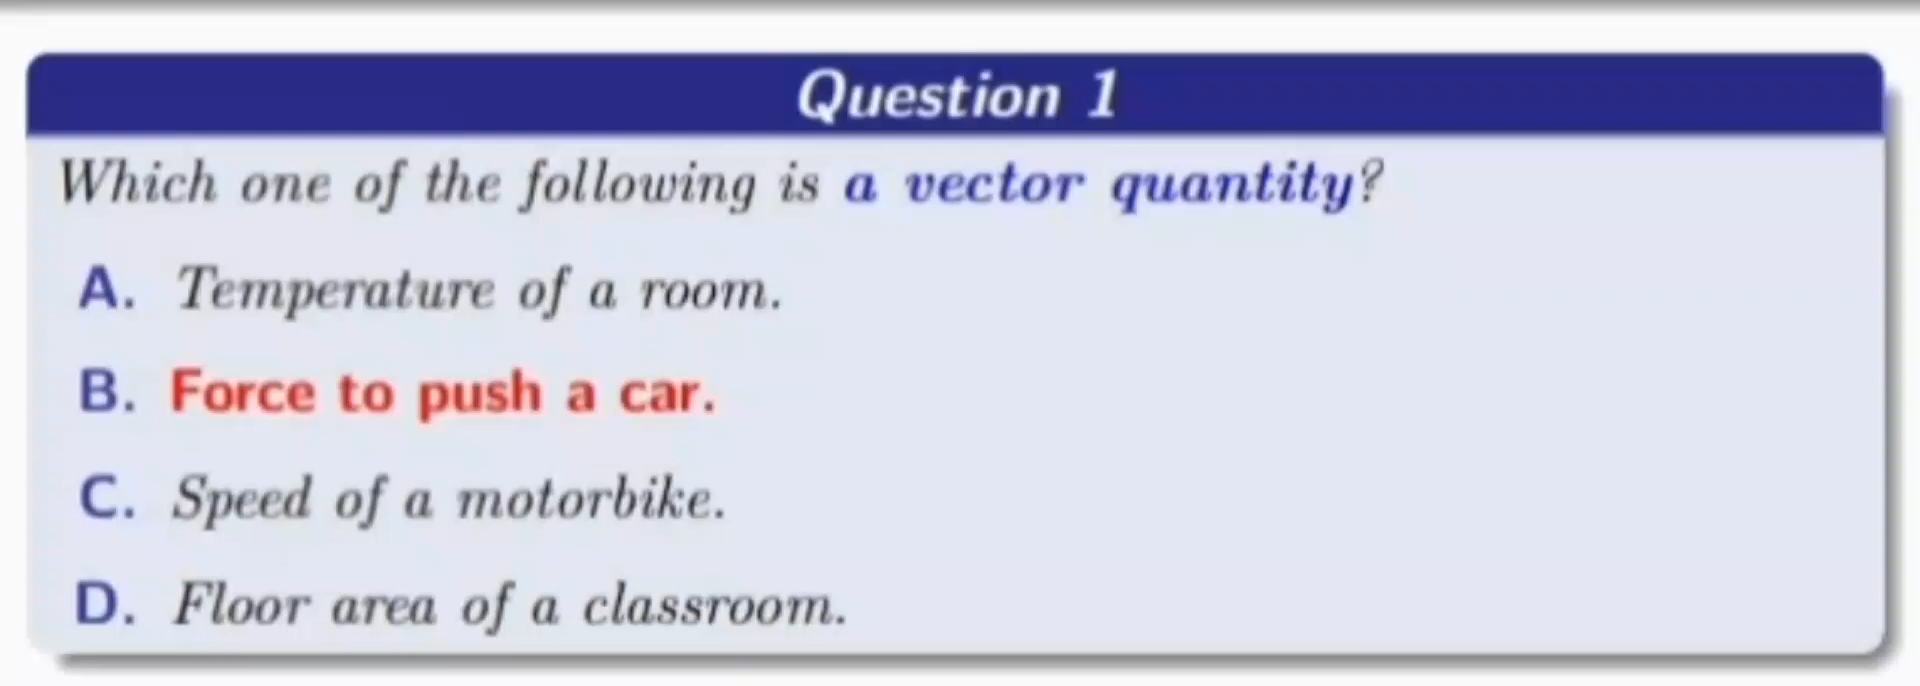 Question 1
Which one of the following is a vector quantity?
A. Temperature of a room.
B. Force to push a car.
C. Speed of a motorbike.
D. Floor area of a classroom.